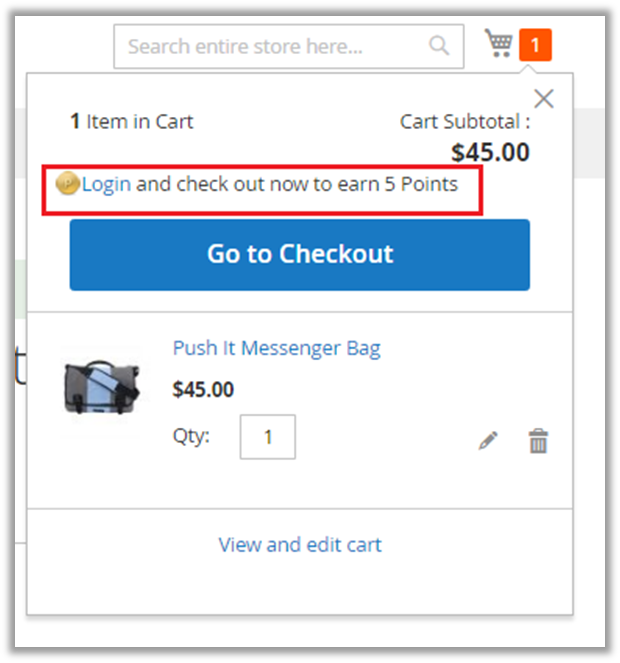 Search entire store here...
1
1 Item in Cart
Cart Subtotal :
$45.00
Login and check out now to earn 5 Points
Go to Checkout
Push It Messenger Bag
$45.00
Qty: 1
View and edit cart